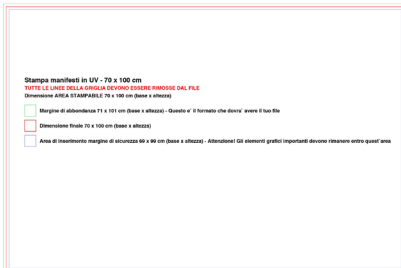 Stampa manifesti in UV - 70 x 100 cm
TUTTE LE LINEE DELLA GRIGLIA DEVONO ESSERE RIMOSSE DAL FILE
Dimensione AREA STAMPABILE 70 x 100 cm (base x altezza)
Margine di abbondanza 71 x 101 cm (base x altezza) - Questo e' il formato che dovra' avere il tuo file
Dimensione finale 70 x 100 cm (base x altezza)
Area di inserimento margine di sicurezza 69 x 99 cm (base x altezza) - Attenzione! Gli elementi grafici importanti devono rimanere entro quest'area